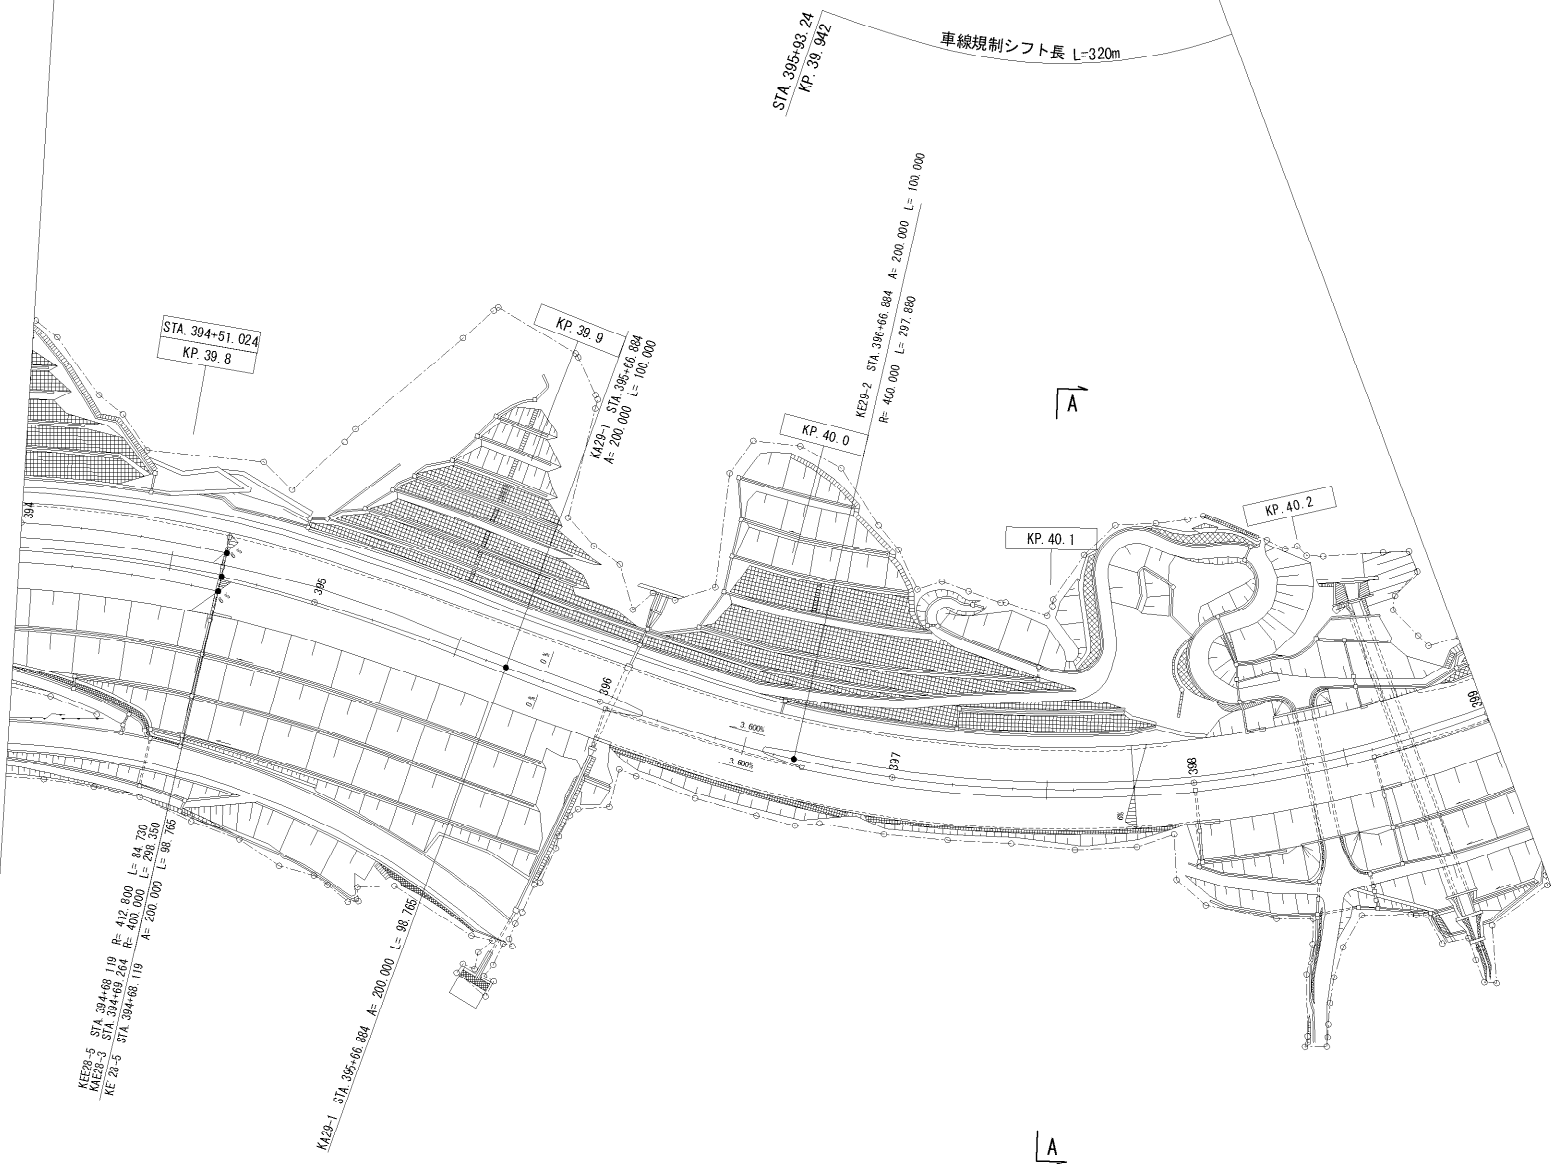 STA. 395+93. 24
KP. 39. 942
車線規制シフト長 L=320m
KE29-2 STA. 396+66. 884 A= 200. 000 L= 100. 000
R= 400. 000 L= 297. 880
STA. 394+51. 024
KP. 39. 8
KP. 39. 9
KA29-1 STA. 395+66. 884
A= 200. 000 L= 100. 000
A
KP. 40. 0
KP. 40. 1
KP. 40. 2
394
395
396
397
398
399
3. 600%
3. 600%
KEE28-5 STA. 394+68. 119 R= 412. 800 L= 84. 730
KAE28-3 STA. 394+69. 264 R= 400. 000 L= 298. 350
KE 28-5 STA. 394+68. 119 A= 200. 000 L= 98. 765
KA29-1 STA. 395+66. 884 A= 200. 000 L= 98. 765
A